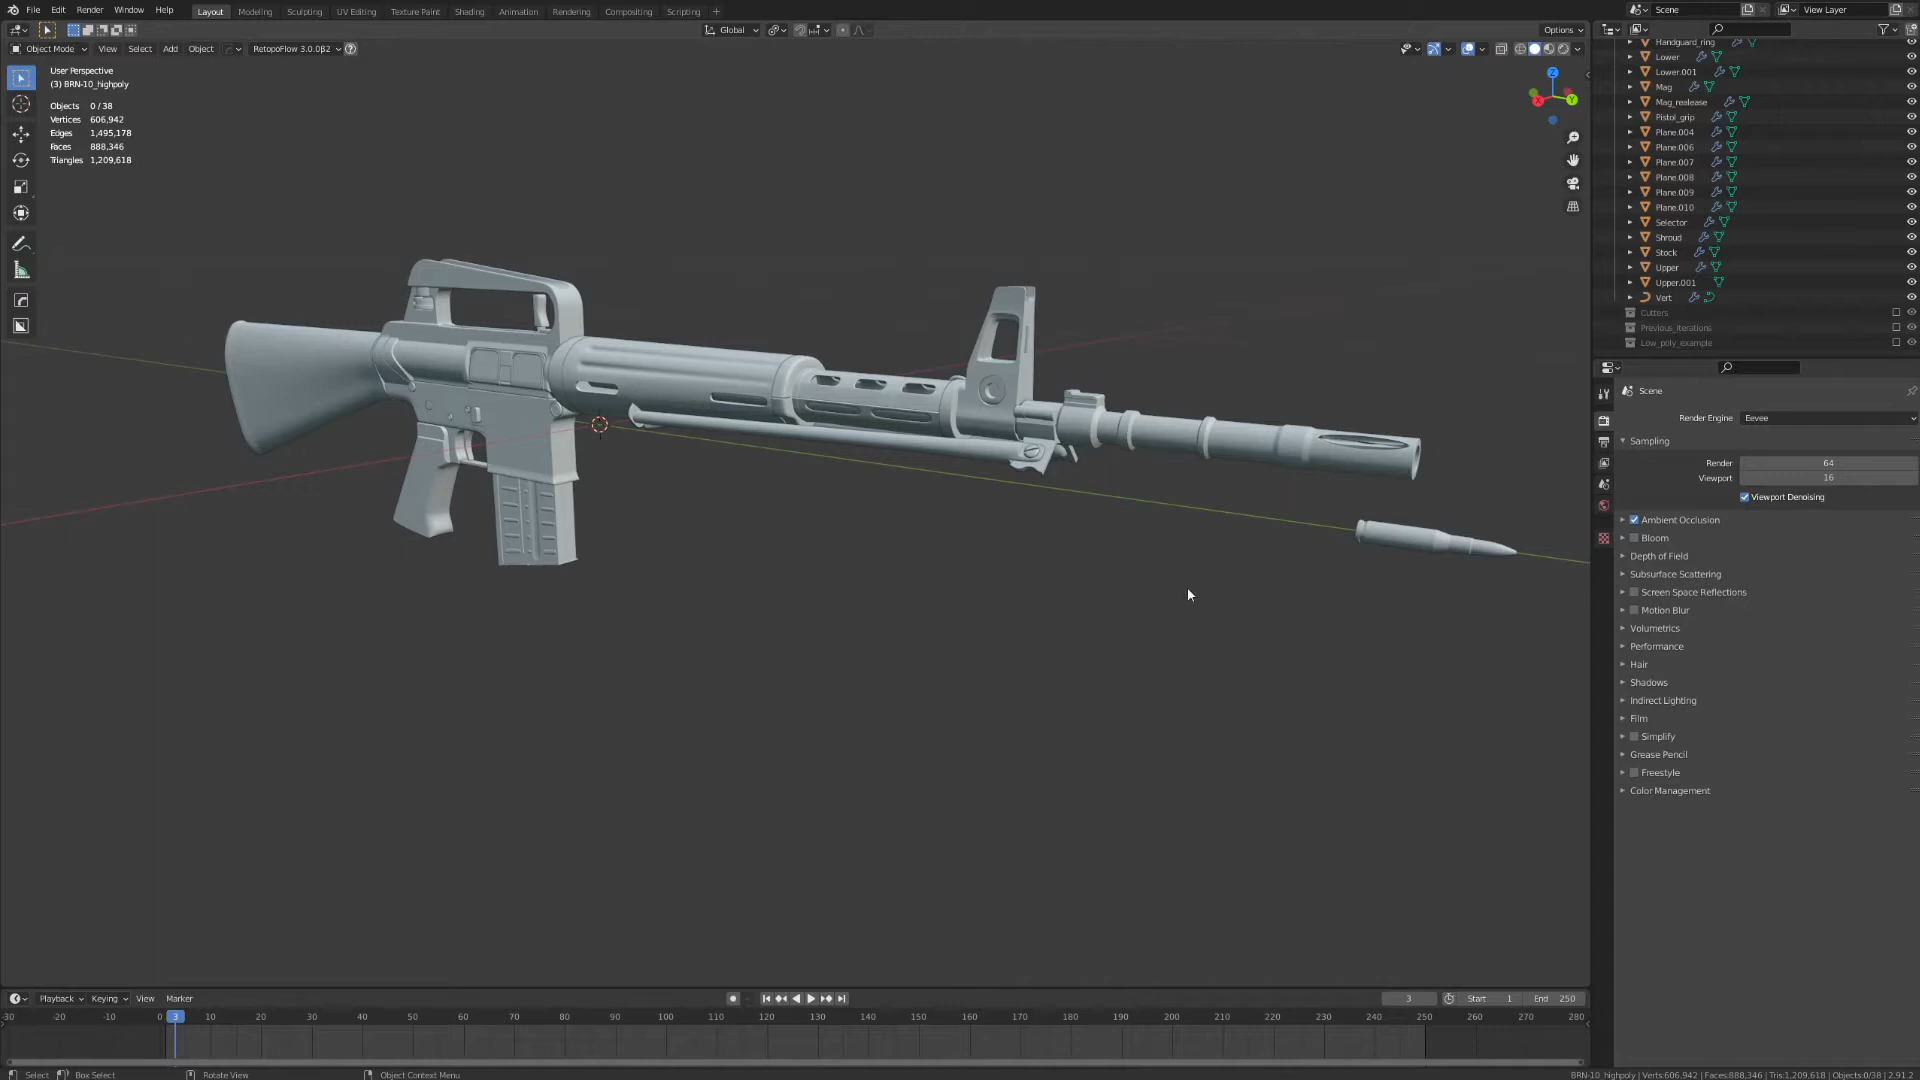 File Edit Render Window Help Layout Modeling Sculpting UV Editing Texture Paint Shading Animation Rendering Compositing Scripting + Scene View Layer
Global Options
Object Mode View Select Add Object RetopoFlow 3.0.0β2 ?
User Perspective
(3) BRN-10_highpoly
Objects 0 / 38
Vertices 606,942
Edges 1,495,178
Faces 888,346
Triangles 1,209,618
Z
X
Y
Handguard_ring
Lower
Lower.001
Mag
Mag_realease
Pistol_grip
Plane.004
Plane.006
Plane.007
Plane.008
Plane.009
Plane.010
Selector
Shroud
Stock
Upper
Upper.001
Vert
Cutters
Previous_iterations
Low_poly_example
Scene
Render Engine Eevee
Sampling
Render 64
Viewport 16
Viewport Denoising
Ambient Occlusion
Bloom
Depth of Field
Subsurface Scattering
Screen Space Reflections
Motion Blur
Volumetrics
Performance
Hair
Shadows
Indirect Lighting
Film
Simplify
Grease Pencil
Freestyle
Color Management
Playback Keying View Marker 3 Start 1 End 250
-30 -20 -10 0 3 10 20 30 40 50 60 70 80 90 100 110 120 130 140 150 160 170 180 190 200 210 220 230 240 250 260 270 280
Select Box Select Rotate View Object Context Menu BRN-10_highpoly | Verts:606,942 | Faces:888,346 | Tris:1,209,618 | Objects:0/38 | 2.91.2